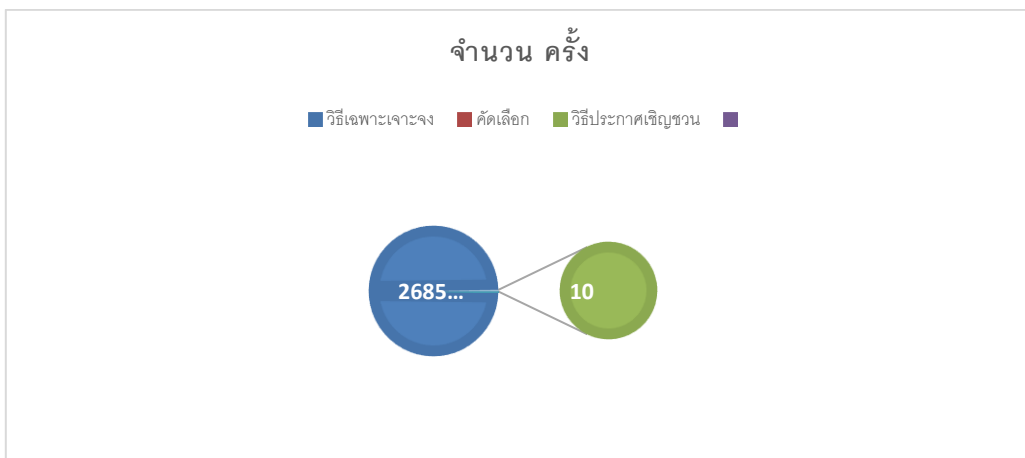 จำนวน ครั้ง
วิธีเฉพาะเจาะจง คัดเลือก วิธีประกาศเชิญชวน
2685... 10